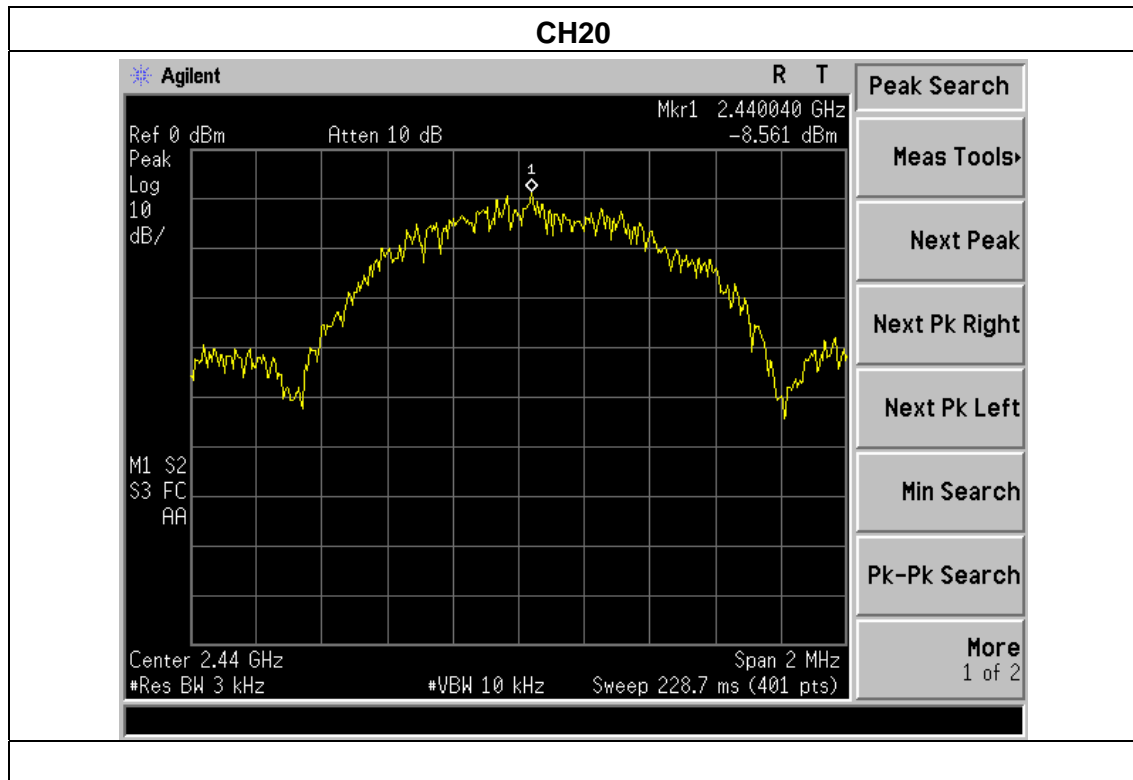 CH20
Agilent
R T
Peak Search
Mkr1 2.440040 GHz
Ref 0 dBm
Atten 10 dB
-8.561 dBm
Peak
Log
10
dB/
1
M1 S2
S3 FC
AA
Center 2.44 GHz
Span 2 MHz
#Res BW 3 kHz
#VBW 10 kHz
Sweep 228.7 ms (401 pts)
Meas Tools
Next Peak
Next Pk Right
Next Pk Left
Min Search
Pk-Pk Search
More
1 of 2